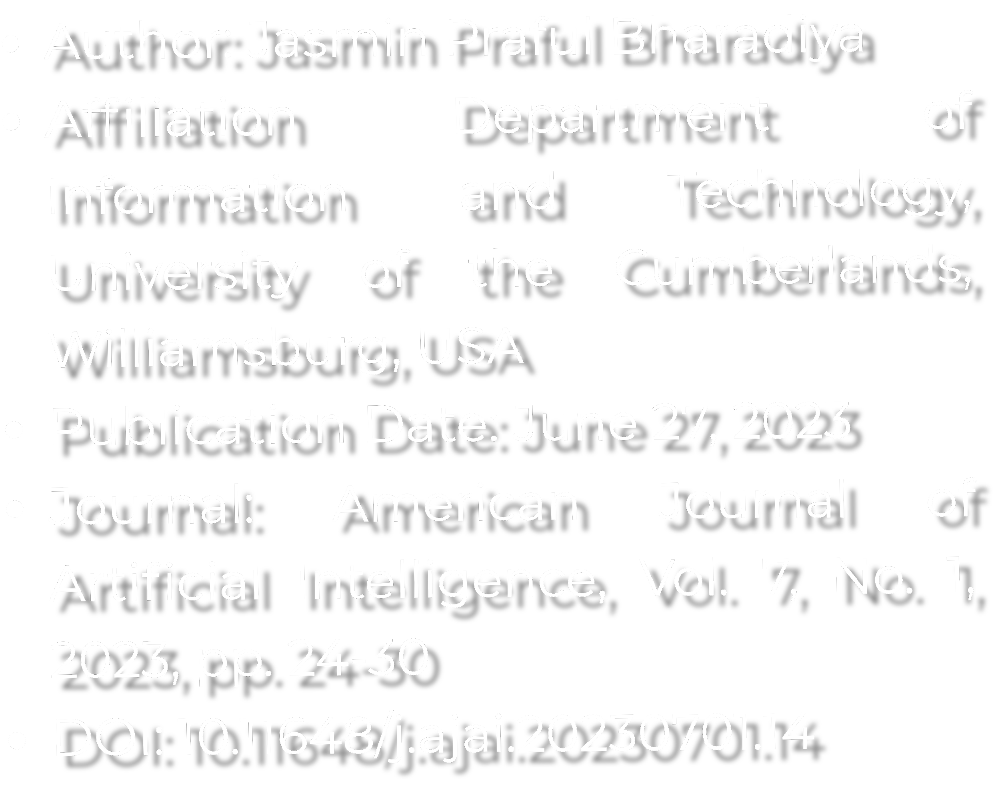 • Author: Jasmin Praful Bharadiya
• Affiliation Department of
Information and Technology,
University of the Cumberlands,
Williamsburg, USA
• Publication Date: June 27, 2023
• Journal: American Journal of
Artificial Intelligence, Vol. 7, No. 1,
2023, pp. 24-30
• DOI: 10.11648/j.ajai.20230701.14